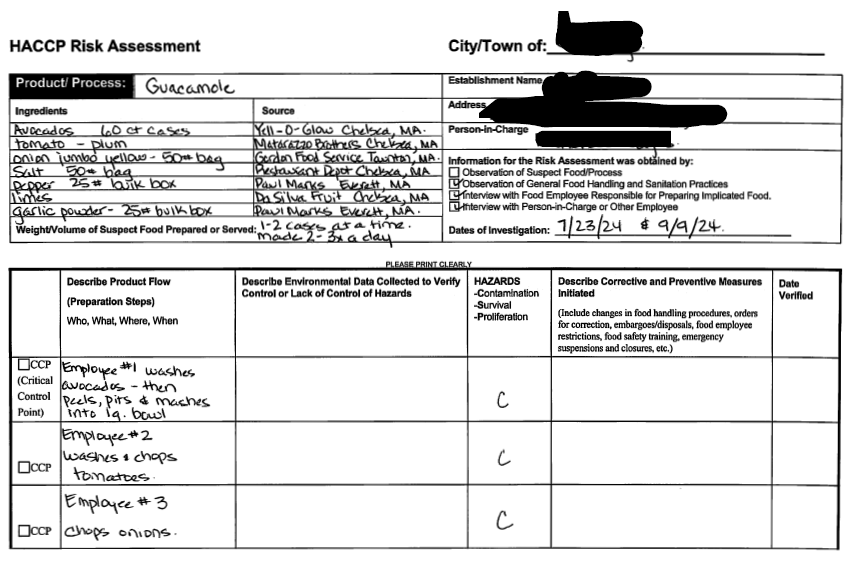 HACCP Risk Assessment
City/Town of:
Product/ Process: Guacamole
Establishment Name
Address
Person-In-Charge
Ingredients Source
Avocados 60 ct cases Yell-O-Glow Chelsea, MA.
tomato - plum Matarazzo Brothers Chelsea, MA
onion jumbo yellow - 50# bag Gordon Food Service Taunton, MA.
Salt 50# bag Restaurant Depot Chelsea, MA
pepper 25# bulk box Paul Marks Everett, MA
limes DaSilva Fruit Chelsea, MA
garlic powder - 25# bulk box Paul Marks Everett, MA
Weight/Volume of Suspect Food Prepared or Served: 1-2 cases at a time.
made 2-3x a day
Information for the Risk Assessment was obtained by:
Observation of Suspect Food/Process
Observation of General Food Handling and Sanitation Practices
Interview with Food Employee Responsible for Preparing Implicated Food.
Interview with Person-in-Charge or Other Employee
Dates of Investigation: 7/23/24 & 9/9/24.
PLEASE PRINT CLEARLY
Describe Product Flow
(Preparation Steps)
Who, What, Where, When
Describe Environmental Data Collected to Verify
Control or Lack of Control of Hazards
HAZARDS
-Contamination
-Survival
-Proliferation
Describe Corrective and Preventive Measures
Initiated
(Include changes in food handling procedures, orders
for correction, embargoes/disposals, food employee
restrictions, food safety training, emergency
suspensions and closures, etc.)
Date
Verified
CCP
(Critical
Control
Point)
Employee #1 washes
avocados - then
peels, pits & mashes
into lg. bowl
C
CCP
Employee #2
washes & chops
tomatoes.
C
CCP
Employee # 3
chops onions.
C